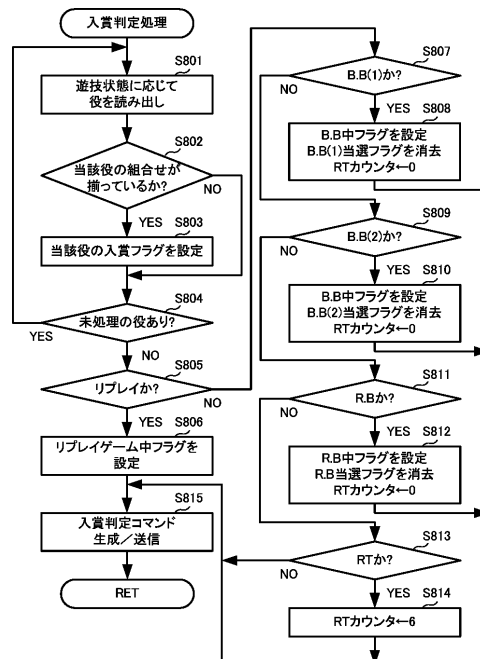 入賞判定処理
S801
遊技状態に応じて
役を読み出し
S802
当該役の組合せが
揃っているか?
NO
YES
S803
当該役の入賞フラグを設定
S804
未処理の役あり?
YES
NO
S805
リプレイか?
NO
YES
S806
リプレイゲーム中フラグを
設定
S815
入賞判定コマンド
生成／送信
RET
S807
B.B(1)か?
NO
YES
S808
B.B中フラグを設定
B.B(1)当選フラグを消去
RTカウンタ←0
S809
B.B(2)か?
NO
YES
S810
B.B中フラグを設定
B.B(2)当選フラグを消去
RTカウンタ←0
S811
R.Bか?
NO
YES
S812
R.B中フラグを設定
R.B当選フラグを消去
RTカウンタ←0
S813
RTか?
NO
YES
S814
RTカウンタ←6